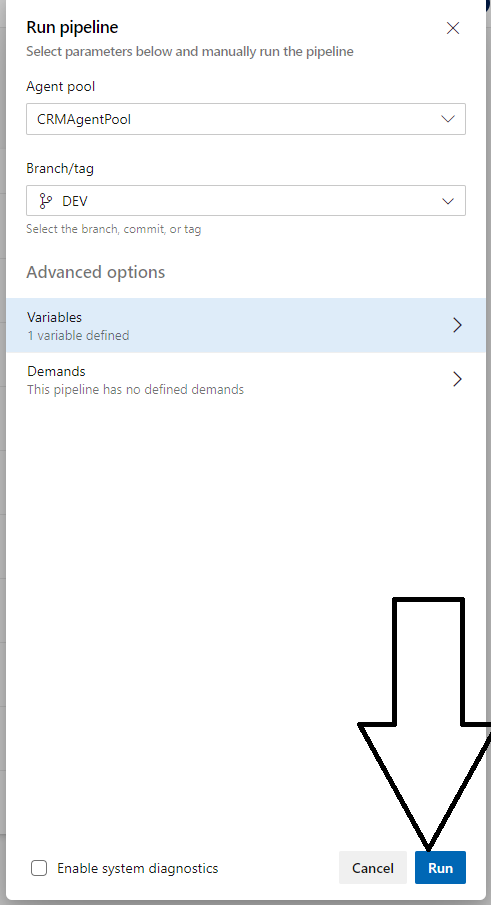 Run pipeline
Select parameters below and manually run the pipeline
Agent pool
CRMAgentPool
Branch/tag
DEV
Select the branch, commit, or tag
Advanced options
Variables
1 variable defined
Demands
This pipeline has no defined demands
Enable system diagnostics
Cancel
Run